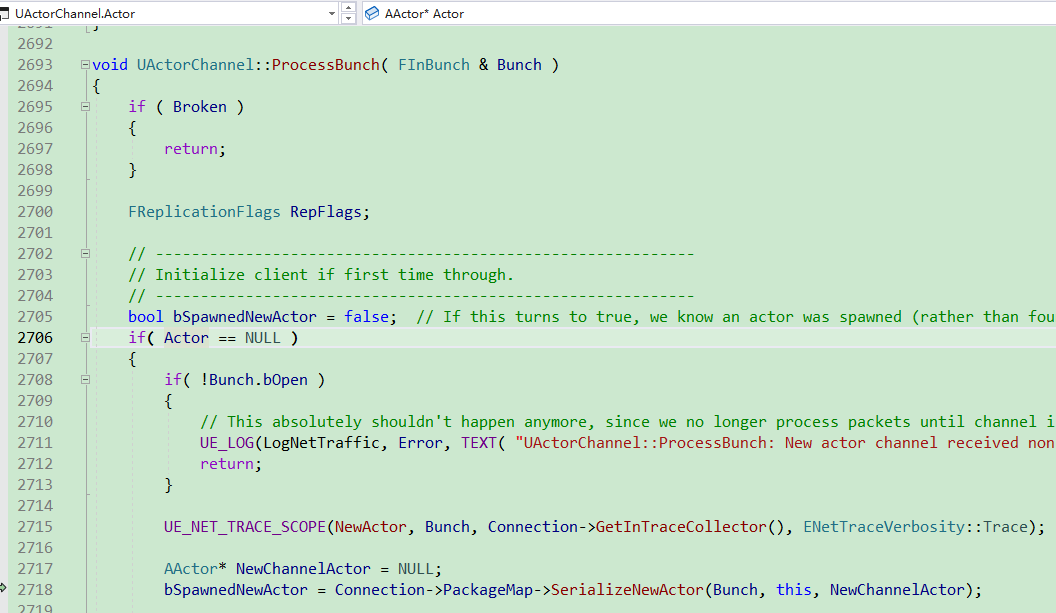 UActorChannel.Actor AActor* Actor
2692
2693 void UActorChannel::ProcessBunch( FInBunch & Bunch )
2694 {
2695 if ( Broken )
2696 {
2697 return;
2698 }
2699
2700 FReplicationFlags RepFlags;
2701
2702 // ------------------------------------------------------------
2703 // Initialize client if first time through.
2704 // ------------------------------------------------------------
2705 bool bSpawnedNewActor = false; // If this turns to true, we know an actor was spawned (rather than fou
2706 if( Actor == NULL )
2707 {
2708 if( !Bunch.bOpen )
2709 {
2710 // This absolutely shouldn't happen anymore, since we no longer process packets until channel i
2711 UE_LOG(LogNetTraffic, Error, TEXT( "UActorChannel::ProcessBunch: New actor channel received non
2712 return;
2713 }
2714
2715 UE_NET_TRACE_SCOPE(NewActor, Bunch, Connection->GetInTraceCollector(), ENetTraceVerbosity::Trace);
2716
2717 AActor* NewChannelActor = NULL;
2718 bSpawnedNewActor = Connection->PackageMap->SerializeNewActor(Bunch, this, NewChannelActor);
2719